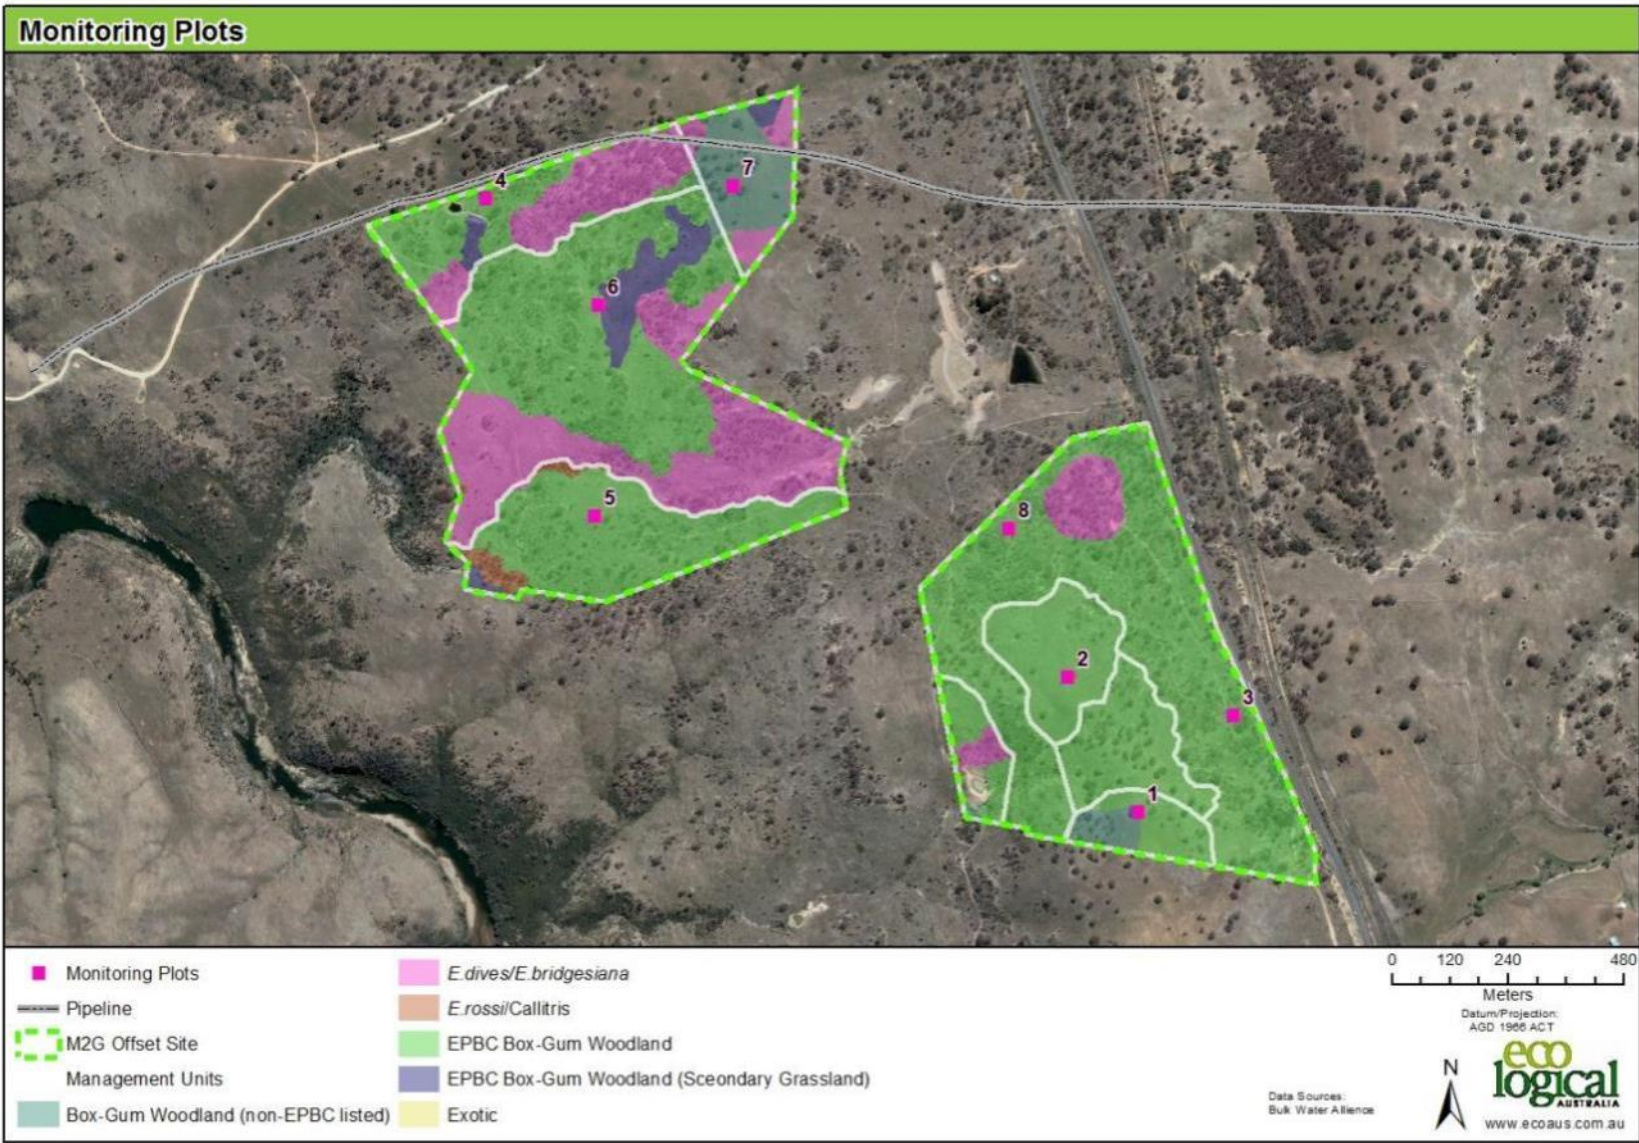 Monitoring Plots
4
7
6
5
8
2
3
1
Monitoring Plots
Pipeline
M2G Offset Site
Management Units
Box-Gum Woodland (non-EPBC listed)
E.dives/E.bridgesiana
E.rossi/Callitris
EPBC Box-Gum Woodland
EPBC Box-Gum Woodland (Sceondary Grassland)
Exotic
0 120 240 480
Meters
Datum/Projection:
AGD 1966 ACT
N
Data Sources:
Bulk Water Allience
eco
logical
AUSTRALIA
www.ecoaus.com.au